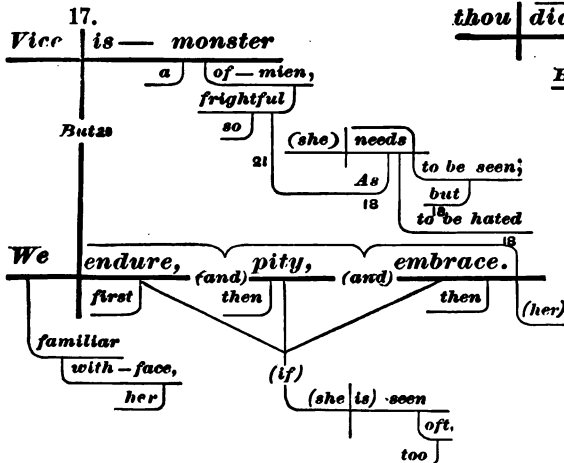 17.
thou
Vice is — monster
a of — mien,
frightful
so
But 20
(she) needs
21
to be seen;
As
but
18
18
to be hated
18
We endure, (and) pity, (and) embrace.
first then then
(her)
familiar
with — face,
her
(if)
(she is) seen
oft,
too